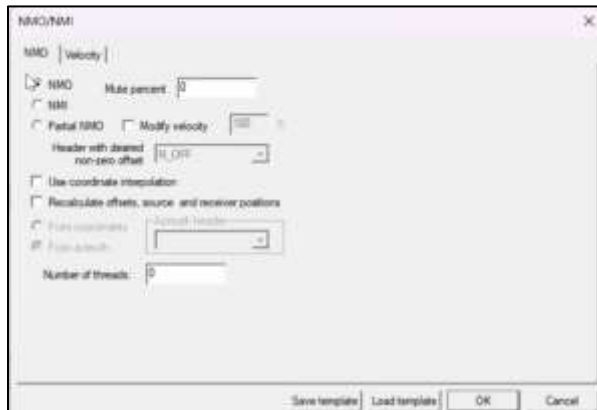 NMO/NMI
NMO Velocity
NMO Mute percent 0
NMI
Partial NMO Modify velocity 100 %
Header with desired
non-zero offset N_OFF
Use coordinate interpolation
Recalculate offsets, source and receiver positions
From coordinates Azimuth header
From azimuth
Number of threads 0
Save template Load template OK Cancel